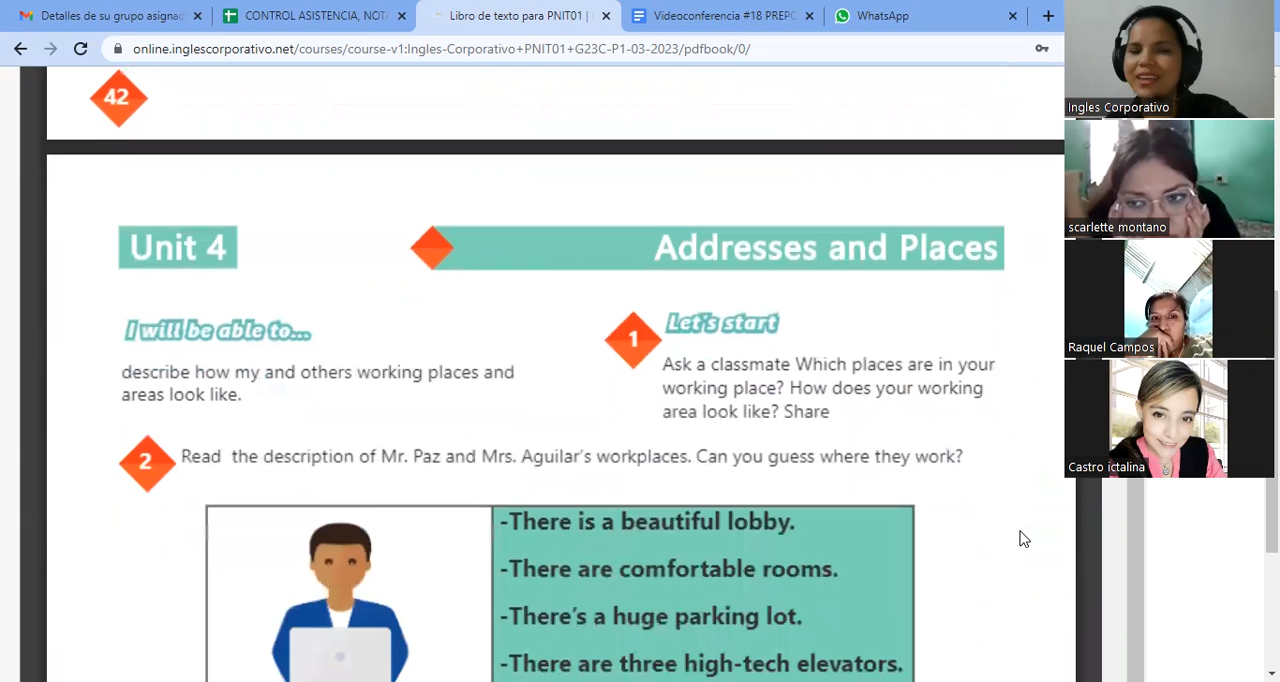 Detalles de su grupo asignad
CONTROL ASISTENCIA, NOTA
Libro de texto para PNIT01 |
Videoconferencia #18 PREPC
WhatsApp
online.inglescorporativo.net/courses/course-v1:Ingles-Corporativo+PNIT01+G23C-P1-03-2023/pdfbook/0/
42
Unit 4
Addresses and Places
I will be able to...
describe how my and others working places and
areas look like.
1
Let's start
Ask a classmate Which places are in your
working place? How does your working
area look like? Share
2
Read the description of Mr. Paz and Mrs. Aguilar's workplaces. Can you guess where they work?
-There is a beautiful lobby.
-There are comfortable rooms.
-There's a huge parking lot.
-There are three high-tech elevators.
Ingles Corporativo
scarlette montano
Raquel Campos
Castro ictalina